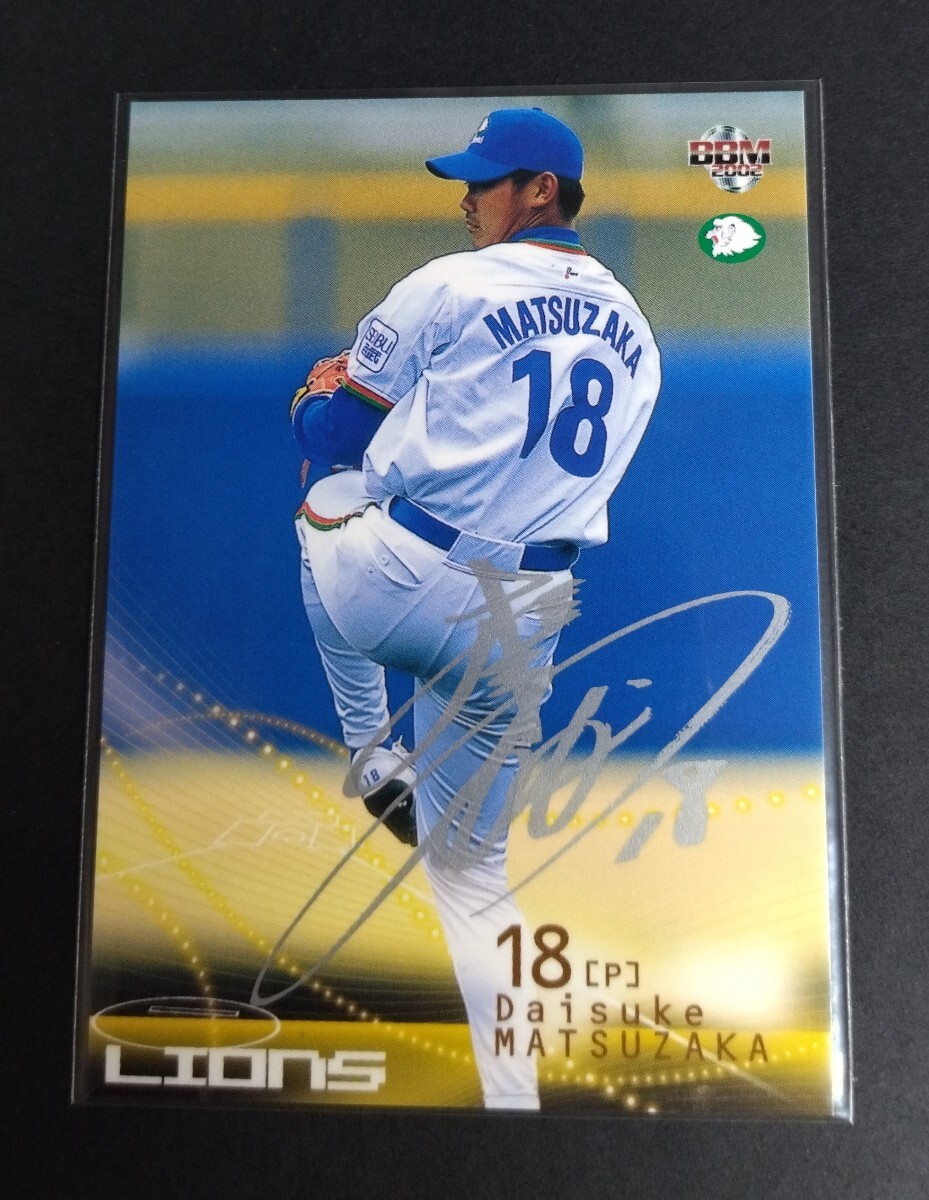 BBM
2002
MATSUZAKA
18
SEIBU
18
18 [P]
Daisuke
MATSUZAKA
LIONS